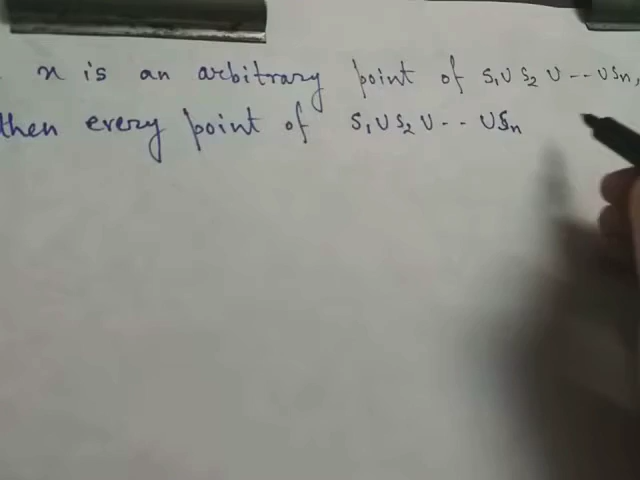 x is an arbitrary point of S₁ ∪ S₂ ∪ -- ∪ Sₙ,
then every point of S₁ ∪ S₂ ∪ -- ∪ Sₙ